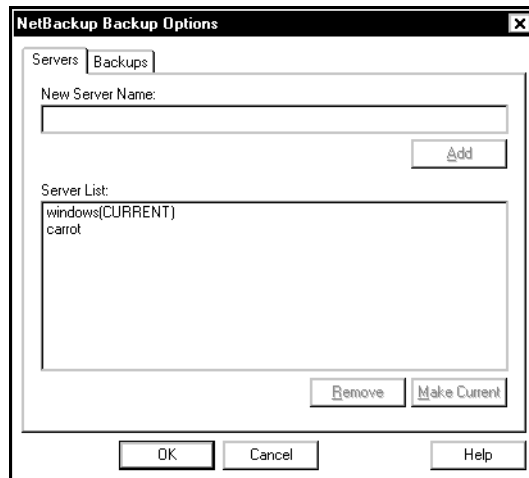 NetBackup Backup Options
Servers Backups
New Server Name:
Add
Server List:
windows(CURRENT)
carrot
Remove Make Current
OK Cancel Help